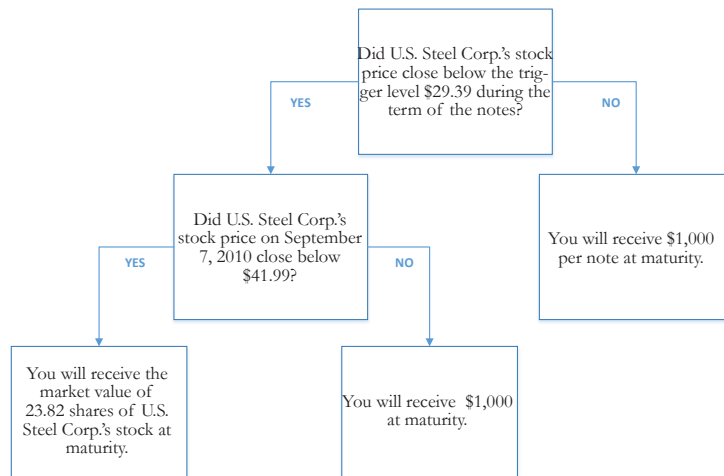 Did U.S. Steel Corp.'s stock
price close below the trig-
ger level $29.39 during the
term of the notes?
YES
NO
Did U.S. Steel Corp.'s
stock price on September
7, 2010 close below
$41.99?
You will receive $1,000
per note at maturity.
YES
NO
You will receive the
market value of
23.82 shares of U.S.
Steel Corp.'s stock at
maturity.
You will receive $1,000
at maturity.